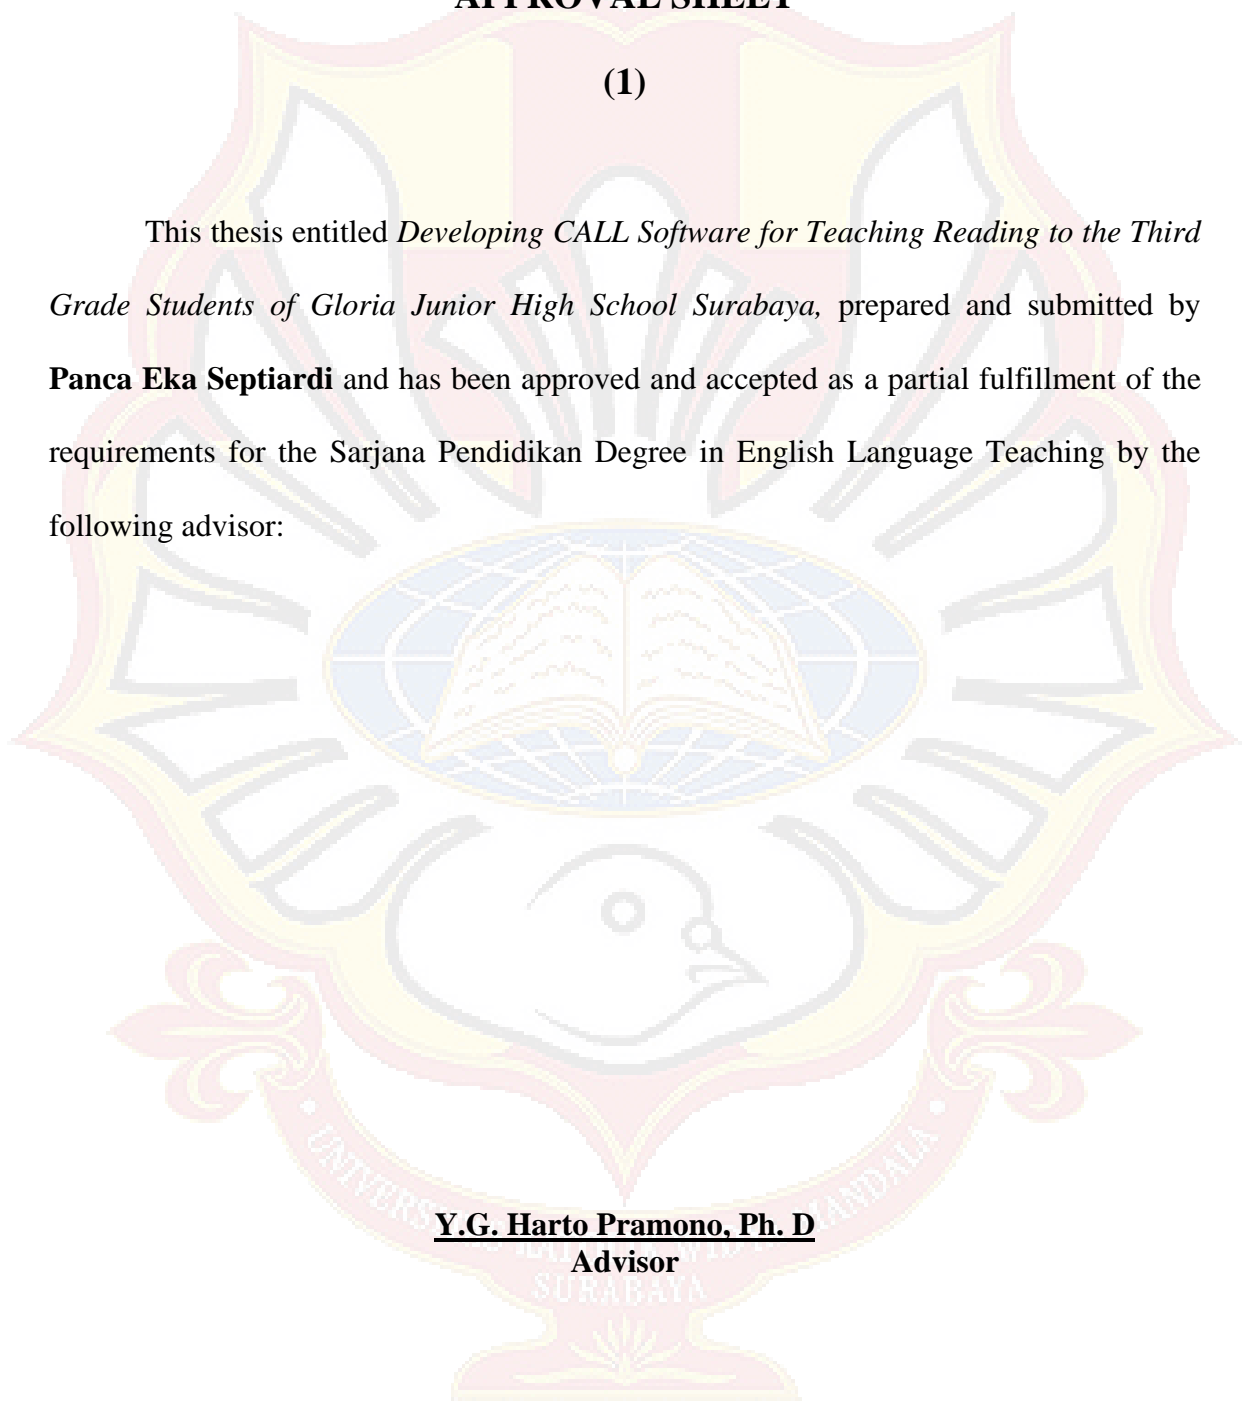 APPROVAL SHEET
(1)
This thesis entitled Developing CALL Software for Teaching Reading to the Third
Grade Students of Gloria Junior High School Surabaya, prepared and submitted by
Panca Eka Septiardi and has been approved and accepted as a partial fulfillment of the
requirements for the Sarjana Pendidikan Degree in English Language Teaching by the
following advisor:
Y.G. Harto Pramono, Ph. D
Advisor
SURABAYA